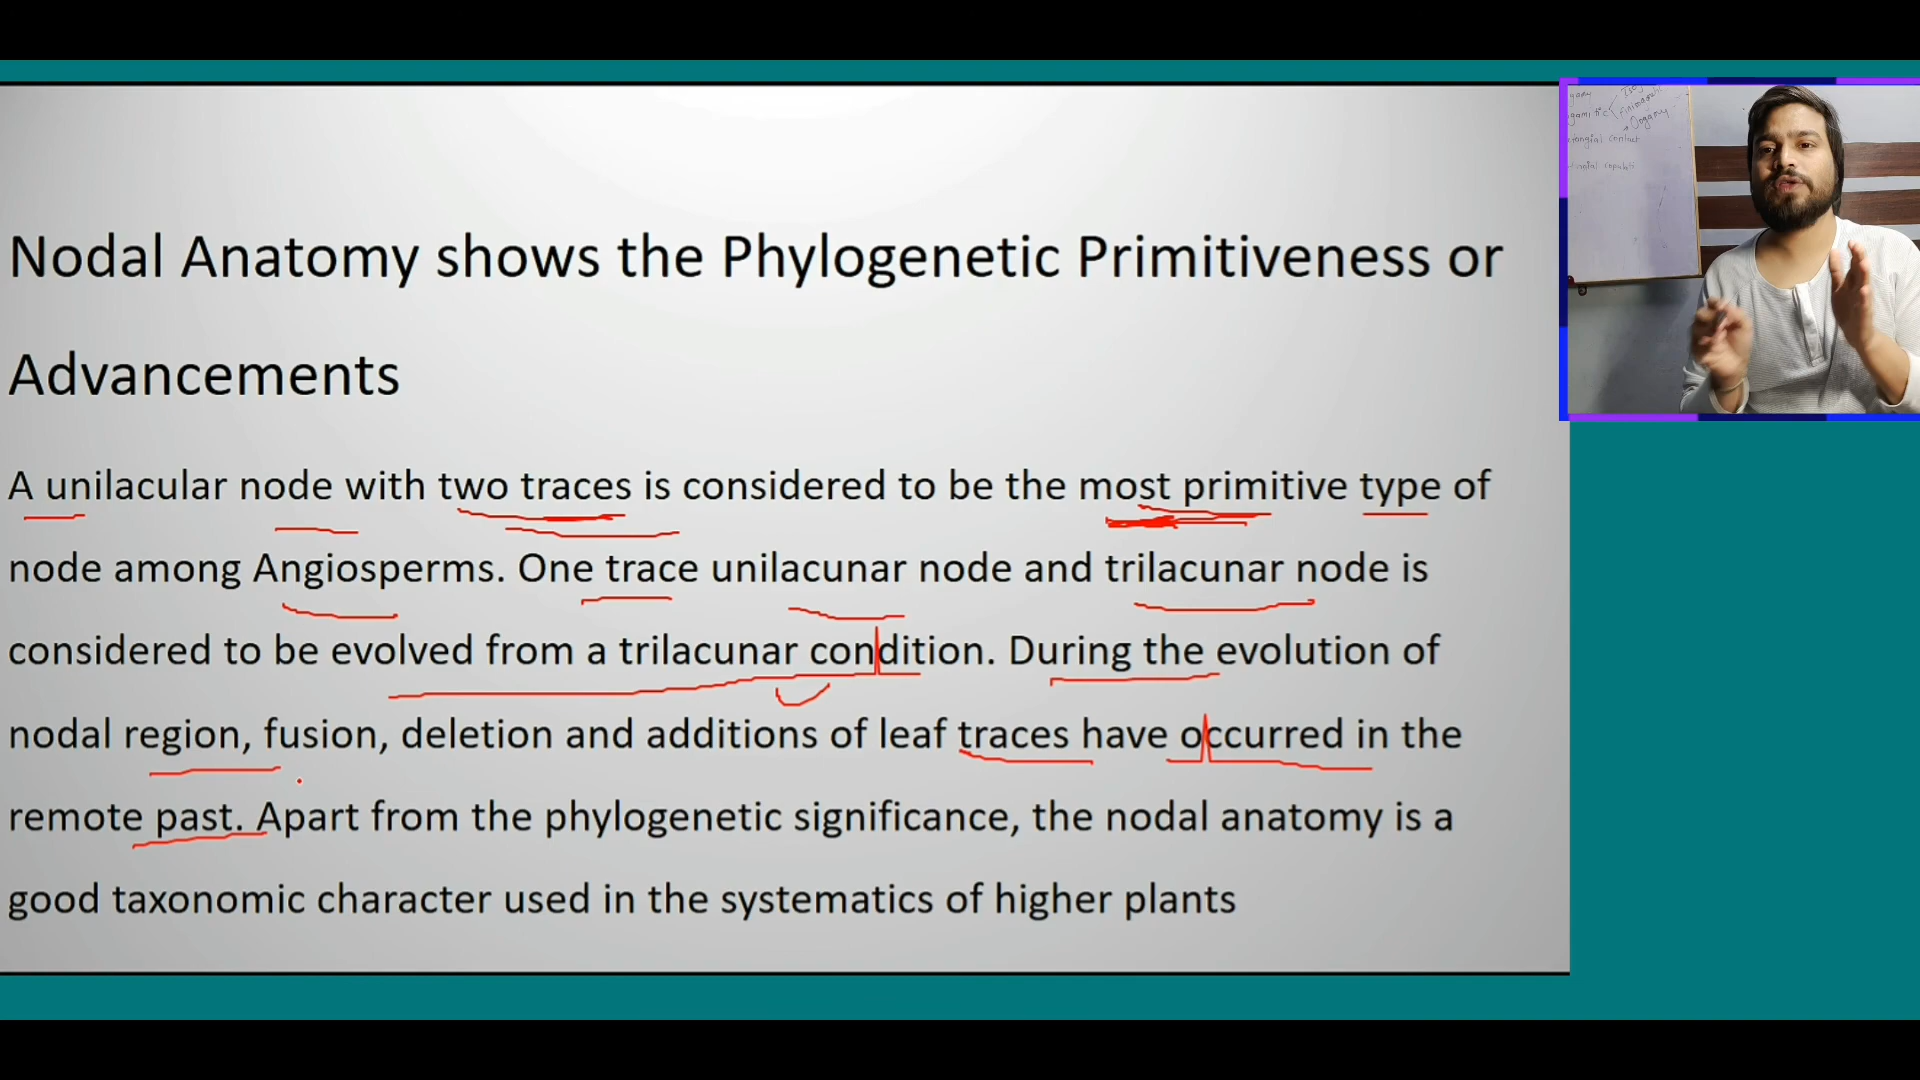 Nodal Anatomy shows the Phylogenetic Primitiveness or
Advancements
A unilacular node with two traces is considered to be the most primitive type of
node among Angiosperms. One trace unilacunar node and trilacunar node is
considered to be evolved from a trilacunar condition. During the evolution of
nodal region, fusion, deletion and additions of leaf traces have occurred in the
remote past. Apart from the phylogenetic significance, the nodal anatomy is a
good taxonomic character used in the systematics of higher plants
Oogamy
contact